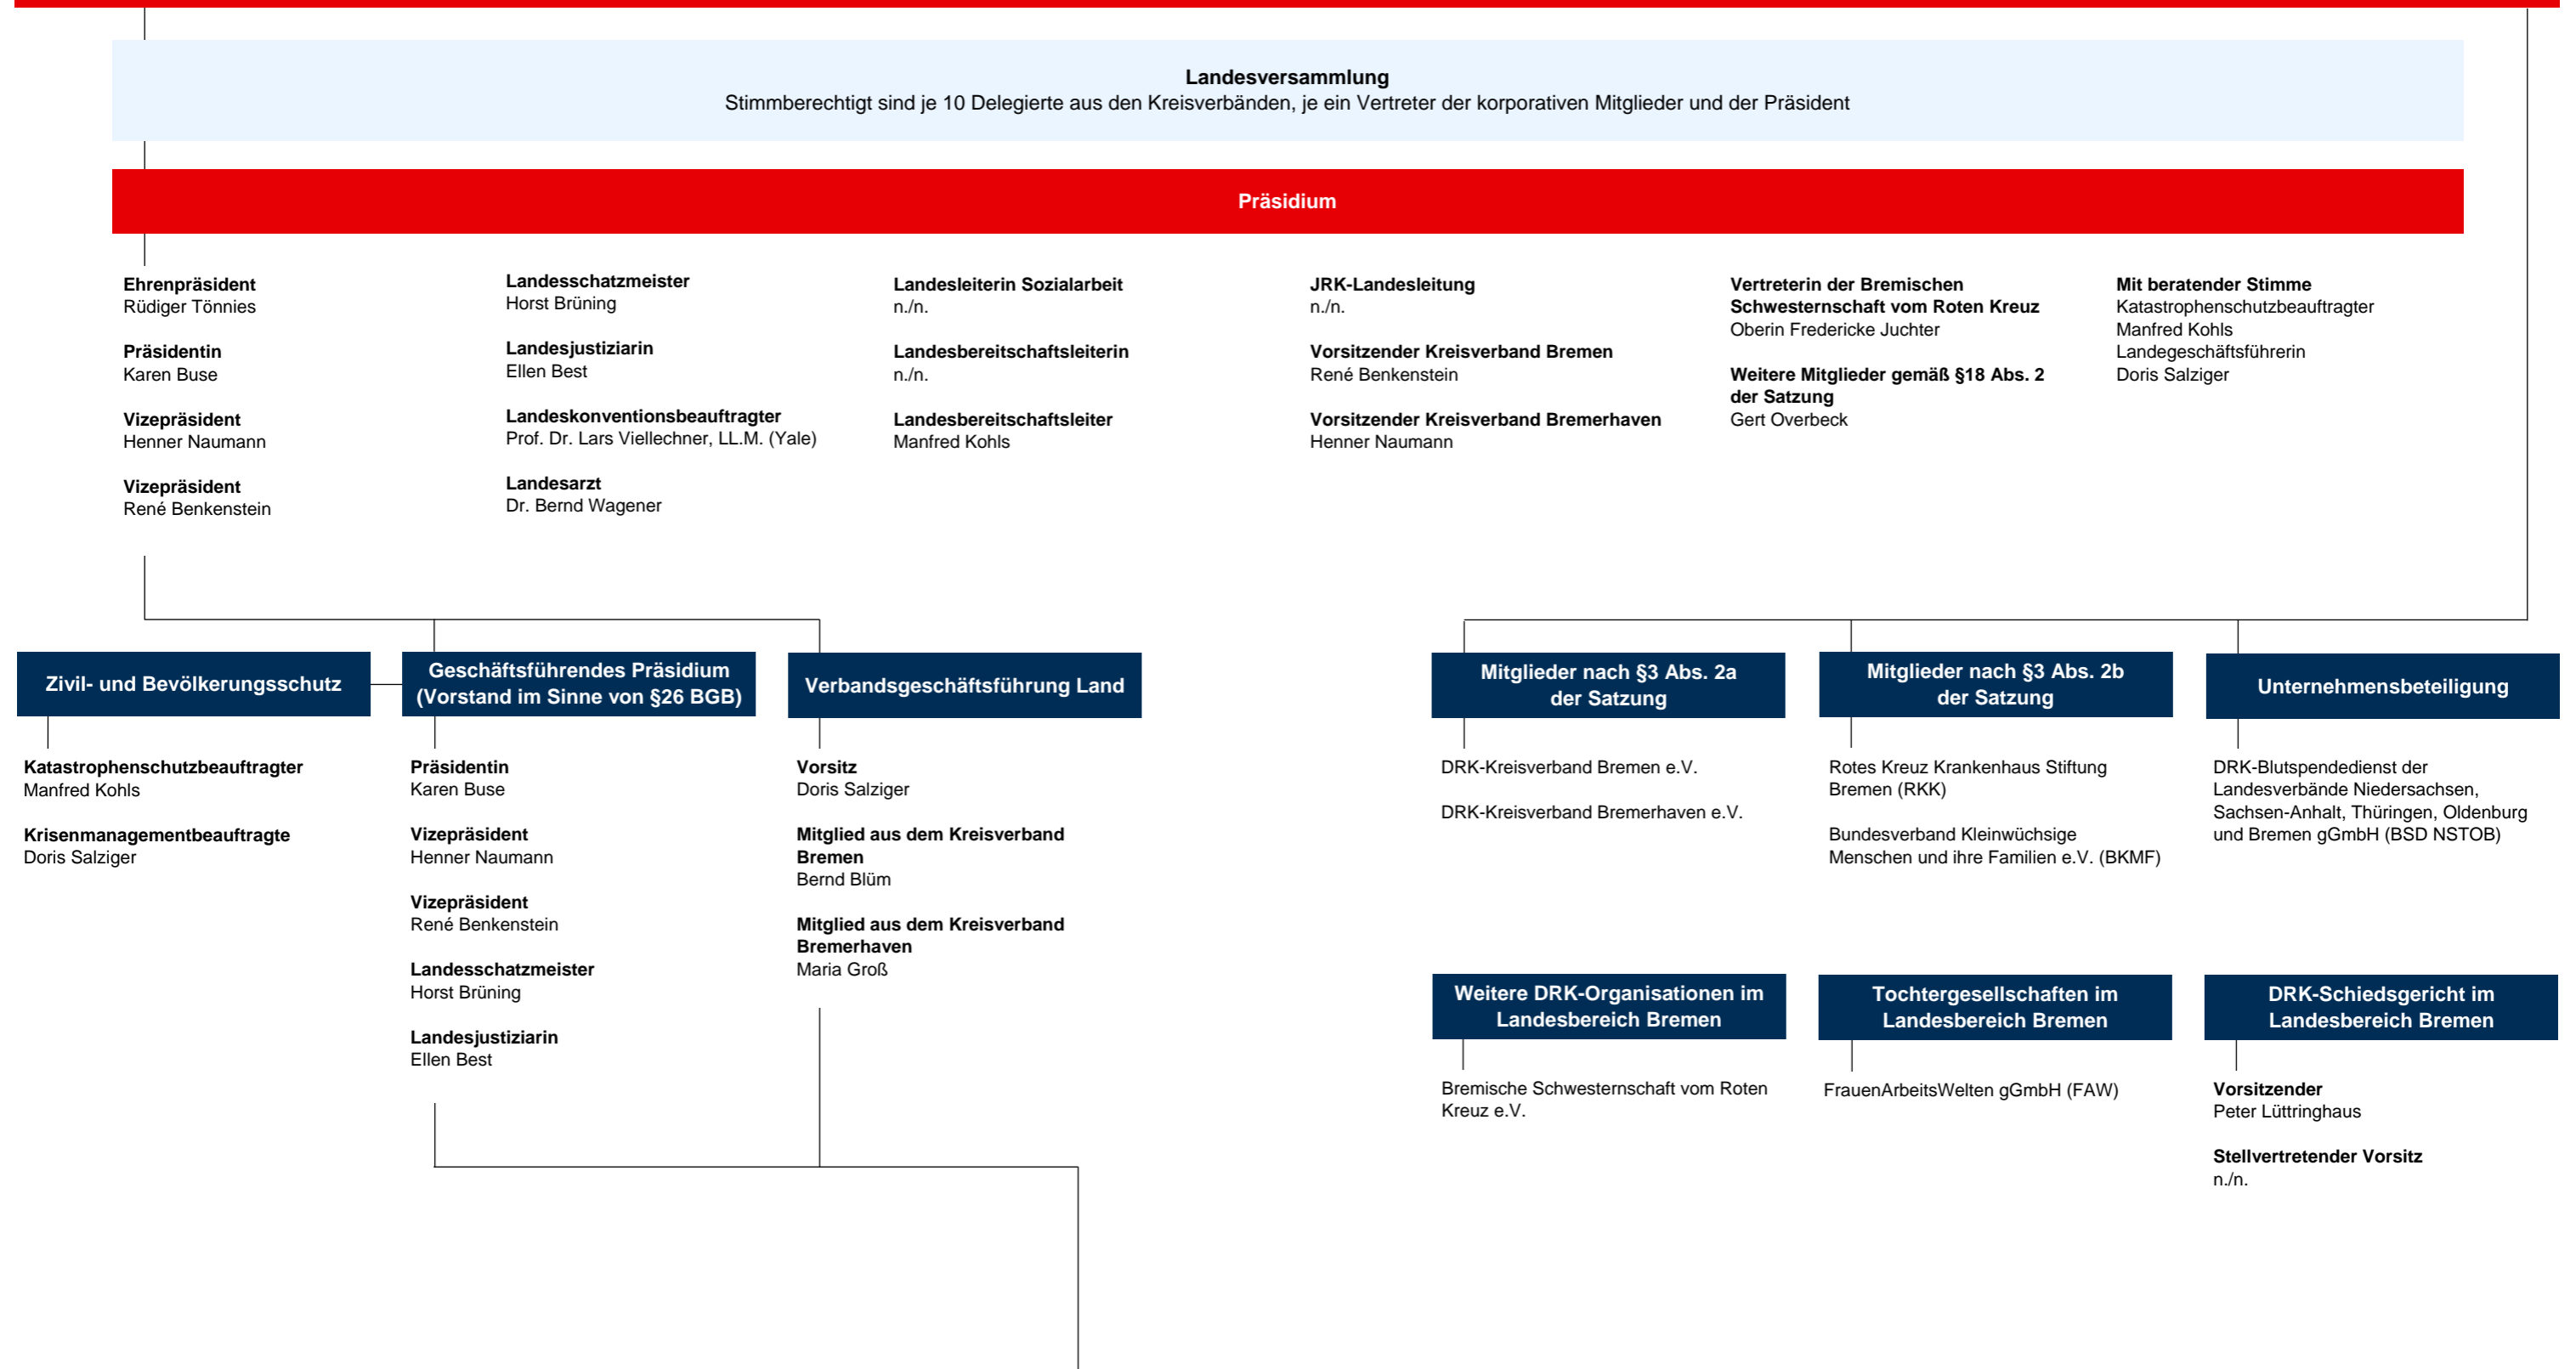 Landesversammlung
Stimmberechtigt sind je 10 Delegierte aus den Kreisverbänden, je ein Vertreter der korporativen Mitglieder und der Präsident
Präsidium
Ehrenpräsident
Rüdiger Tönnies
Präsidentin
Karen Buse
Vizepräsident
Henner Naumann
Vizepräsident
René Benkenstein
Landesschatzmeister
Horst Brüning
Landesjustiziarin
Ellen Best
Landeskonventionsbeauftragter
Prof. Dr. Lars Viellechner, LL.M. (Yale)
Landesarzt
Dr. Bernd Wagener
Landesleiterin Sozialarbeit
n./n.
Landesbereitschaftsleiterin
n./n.
Landesbereitschaftsleiter
Manfred Kohls
JRK-Landesleitung
n./n.
Vorsitzender Kreisverband Bremen
René Benkenstein
Vorsitzender Kreisverband Bremerhaven
Henner Naumann
Vertreterin der Bremischen
Schwesternschaft vom Roten Kreuz
Oberin Fredericke Juchter
Weitere Mitglieder gemäß §18 Abs. 2
der Satzung
Gert Overbeck
Mit beratender Stimme
Katastrophenschutzbeauftragter
Manfred Kohls
Landegeschäftsführerin
Doris Salziger
Zivil- und Bevölkerungsschutz
Katastrophenschutzbeauftragter
Manfred Kohls
Krisenmanagementbeauftragte
Doris Salziger
Geschäftsführendes Präsidium
(Vorstand im Sinne von §26 BGB)
Präsidentin
Karen Buse
Vizepräsident
Henner Naumann
Vizepräsident
René Benkenstein
Landesschatzmeister
Horst Brüning
Landesjustiziarin
Ellen Best
Verbandsgeschäftsführung Land
Vorsitz
Doris Salziger
Mitglied aus dem Kreisverband
Bremen
Bernd Blüm
Mitglied aus dem Kreisverband
Bremerhaven
Maria Groß
Mitglieder nach §3 Abs. 2a
der Satzung
DRK-Kreisverband Bremen e.V.
DRK-Kreisverband Bremerhaven e.V.
Mitglieder nach §3 Abs. 2b
der Satzung
Rotes Kreuz Krankenhaus Stiftung
Bremen (RKK)
Bundesverband Kleinwüchsige
Menschen und ihre Familien e.V. (BKMF)
Unternehmensbeteiligung
DRK-Blutspendedienst der
Landesverbände Niedersachsen,
Sachsen-Anhalt, Thüringen, Oldenburg
und Bremen gGmbH (BSD NSTOB)
Weitere DRK-Organisationen im
Landesbereich Bremen
Bremische Schwesternschaft vom Roten
Kreuz e.V.
Tochtergesellschaften im
Landesbereich Bremen
FrauenArbeitsWelten gGmbH (FAW)
DRK-Schiedsgericht im
Landesbereich Bremen
Vorsitzender
Peter Lüttringhaus
Stellvertretender Vorsitz
n./n.